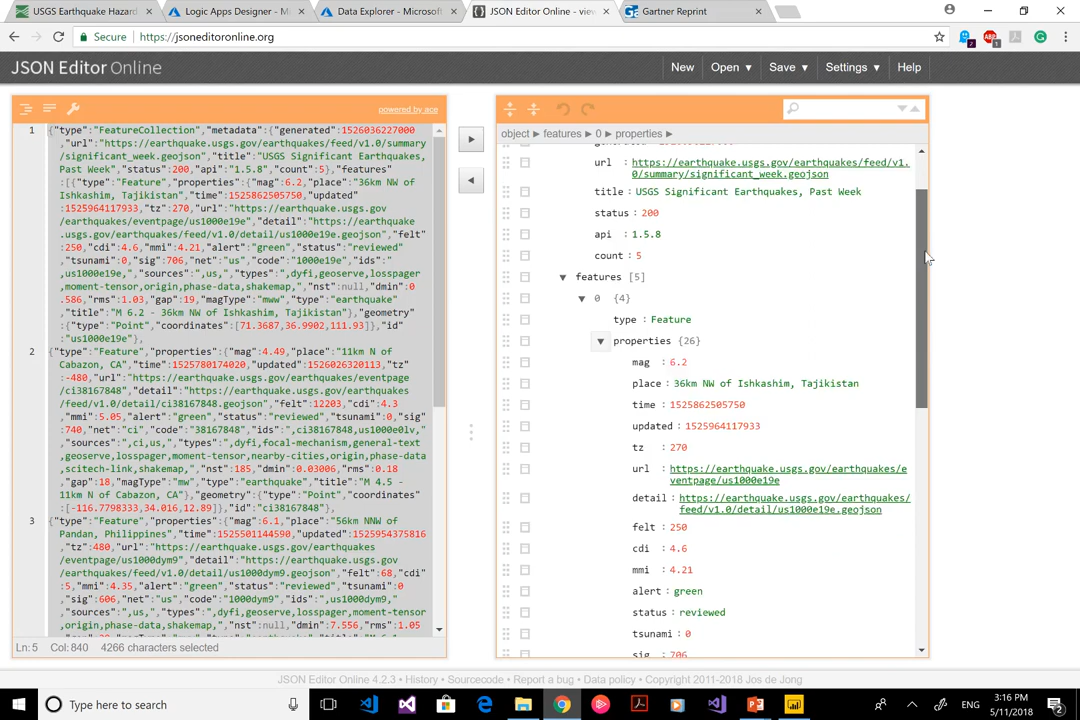 USGS Earthquake Hazard
Logic Apps Designer - M
Data Explorer - Microsoft
JSON Editor Online - view
Gartner Reprint
Secure
https://jsoneditoronline.org
JSON Editor Online
New Open ▾ Save ▾ Settings ▾ Help
powered by ace
1 {"type":"FeatureCollection","metadata":{"generated":1526036227000
,"url":"https://earthquake.usgs.gov/earthquakes/feed/v1.0/summary
/significant_week.geojson","title":"USGS Significant Earthquakes,
Past Week","status":200,"api":"1.5.8","count":5},"features"
:[{"type":"Feature","properties":{"mag":6.2,"place":"36km NW of
Ishkashim, Tajikistan","time":1525862505750,"updated"
:1525964117933,"tz":270,"url":"https://earthquake.usgs.gov
/earthquakes/eventpage/us1000e19e","detail":"https://earthquake
.usgs.gov/earthquakes/feed/v1.0/detail/us1000e19e.geojson","felt"
:250,"cdi":4.6,"mmi":4.21,"alert":"green","status":"reviewed"
,"tsunami":0,"sig":706,"net":"us","code":"1000e19e","ids":"
,us1000e19e,","sources":",us,","types":",dyfi,geoserve,losspager
,moment-tensor,origin,phase-data,shakemap,","nst":null,"dmin":0
.586,"rms":1.03,"gap":19,"magType":"mww","type":"earthquake"
,"title":"M 6.2 - 36km NW of Ishkashim, Tajikistan"},"geometry"
:{"type":"Point","coordinates":[71.3687,36.9902,111.93]},"id"
:"us1000e19e"},
2 {"type":"Feature","properties":{"mag":4.49,"place":"11km N of
Cabazon, CA","time":1525780174020,"updated":1526026320113,"tz"
:-480,"url":"https://earthquake.usgs.gov/earthquakes/eventpage
/ci38167848","detail":"https://earthquake.usgs.gov/earthquakes
/feed/v1.0/detail/ci38167848.geojson","felt":12203,"cdi":4.3
,"mmi":5.05,"alert":"green","status":"reviewed","tsunami":0,"sig"
:740,"net":"ci","code":"38167848","ids":",ci38167848,us1000e01v,"
,"sources":",ci,us,","types":",dyfi,focal-mechanism,general-text
,geoserve,losspager,moment-tensor,nearby-cities,origin,phase-data
,scitech-link,shakemap,","nst":185,"dmin":0.03006,"rms":0.18
,"gap":18,"magType":"mw","type":"earthquake","title":"M 4.5 -
11km N of Cabazon, CA"},"geometry":{"type":"Point","coordinates"
:[-116.7798333,34.016,12.89]},"id":"ci38167848"},
3 {"type":"Feature","properties":{"mag":6.1,"place":"56km NNW of
Pandan, Philippines","time":1525501144590,"updated":1525954375816
,"tz":480,"url":"https://earthquake.usgs.gov/earthquakes
/eventpage/us1000dym9","detail":"https://earthquake.usgs.gov
/earthquakes/feed/v1.0/detail/us1000dym9.geojson","felt":68,"cdi"
:5,"mmi":4.35,"alert":"green","status":"reviewed","tsunami":0
,"sig":606,"net":"us","code":"1000dym9","ids":",us1000dym9,"
,"sources":",us,","types":",dyfi,geoserve,losspager,moment-tensor
,origin,phase-data,shakemap,","nst":null,"dmin":7.556,"rms":1.05
Ln:5 Col:840 4266 characters selected
object ▶ features ▶ 0 ▶ properties ▶
url : https://earthquake.usgs.gov/earthquakes/feed/v1.
0/summary/significant_week.geojson
title : USGS Significant Earthquakes, Past Week
status : 200
api : 1.5.8
count : 5
features [5]
0 {4}
type : Feature
properties {26}
mag : 6.2
place : 36km NW of Ishkashim, Tajikistan
time : 1525862505750
updated : 1525964117933
tz : 270
url : https://earthquake.usgs.gov/earthquakes/e
ventpage/us1000e19e
detail : https://earthquake.usgs.gov/earthquakes/
feed/v1.0/detail/us1000e19e.geojson
felt : 250
cdi : 4.6
mmi : 4.21
alert : green
status : reviewed
tsunami : 0
sig : 706
JSON Editor Online 4.2.3 • History • Sourcecode • Report a bug • Data policy • Copyright 2011-2018 Jos de Jong
Type here to search
ENG
3:16 PM
5/11/2018